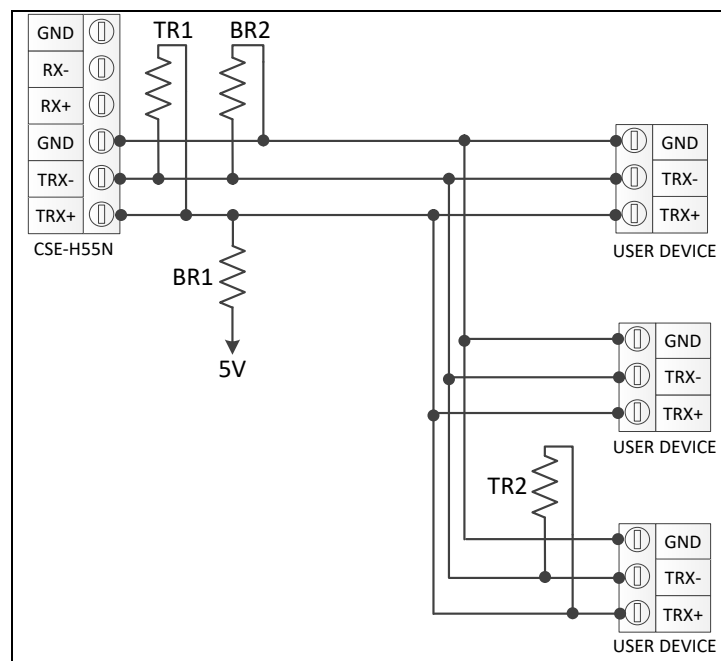 GND
RX-
RX+
GND
TRX-
TRX+
CSE-H55N
TR1
BR2
BR1
5V
GND
TRX-
TRX+
USER DEVICE
GND
TRX-
TRX+
USER DEVICE
TR2
GND
TRX-
TRX+
USER DEVICE